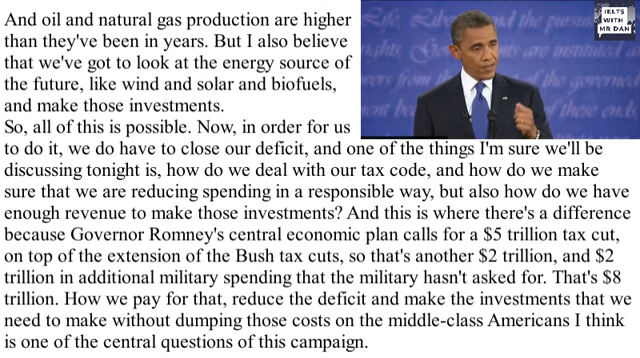 And oil and natural gas production are higher
than they've been in years. But I also believe
that we've got to look at the energy source of
the future, like wind and solar and biofuels,
and make those investments.
So, all of this is possible. Now, in order for us
to do it, we do have to close our deficit, and one of the things I'm sure we'll be
discussing tonight is, how do we deal with our tax code, and how do we make
sure that we are reducing spending in a responsible way, but also how do we have
enough revenue to make those investments? And this is where there's a difference
because Governor Romney's central economic plan calls for a $5 trillion tax cut,
on top of the extension of the Bush tax cuts, so that's another $2 trillion, and $2
trillion in additional military spending that the military hasn't asked for. That's $8
trillion. How we pay for that, reduce the deficit and make the investments that we
need to make without dumping those costs on the middle-class Americans I think
is one of the central questions of this campaign.
IELTS
WITH
MR DAN